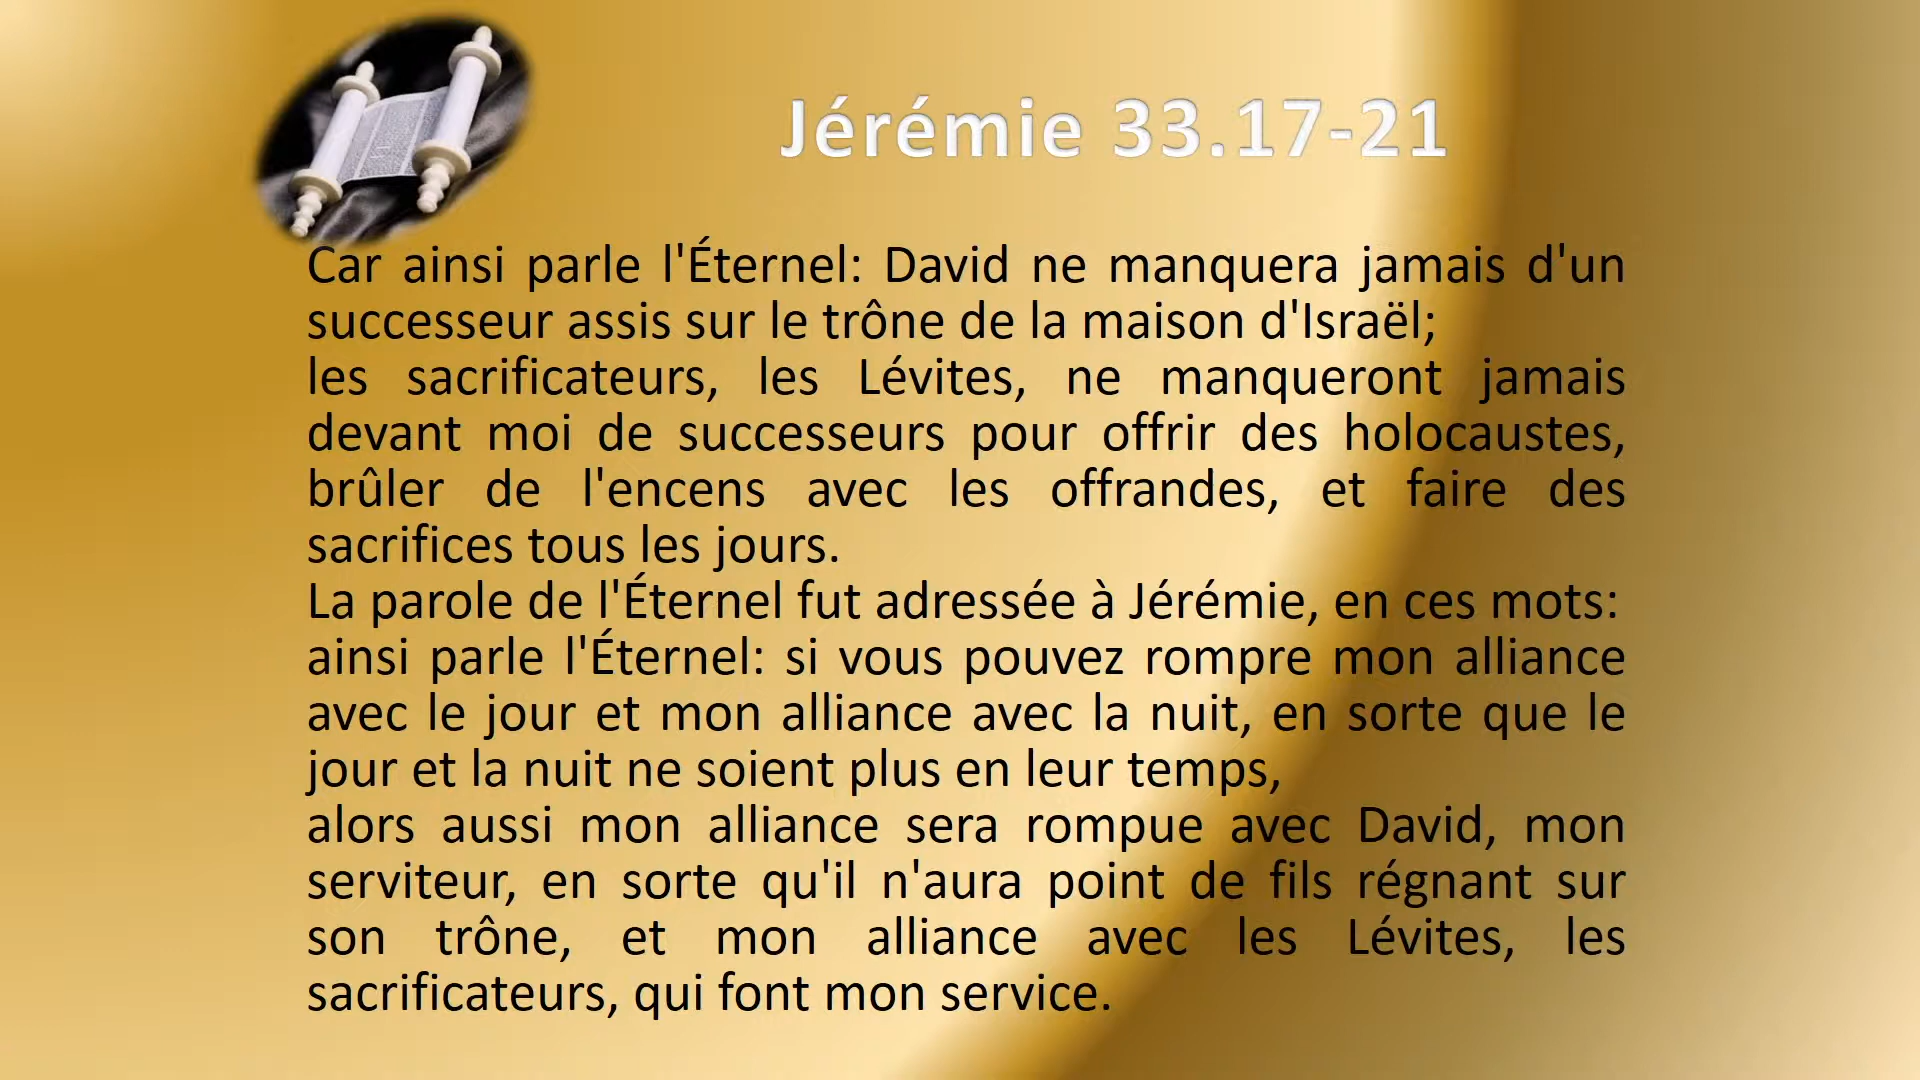 Jérémie 33.17-21
Car ainsi parle l'Éternel: David ne manquera jamais d'un
successeur assis sur le trône de la maison d'Israël;
les sacrificateurs, les Lévites, ne manqueront jamais
devant moi de successeurs pour offrir des holocaustes,
brûler de l'encens avec les offrandes, et faire des
sacrifices tous les jours.
La parole de l'Éternel fut adressée à Jérémie, en ces mots:
ainsi parle l'Éternel: si vous pouvez rompre mon alliance
avec le jour et mon alliance avec la nuit, en sorte que le
jour et la nuit ne soient plus en leur temps,
alors aussi mon alliance sera rompue avec David, mon
serviteur, en sorte qu'il n'aura point de fils régnant sur
son trône, et mon alliance avec les Lévites, les
sacrificateurs, qui font mon service.